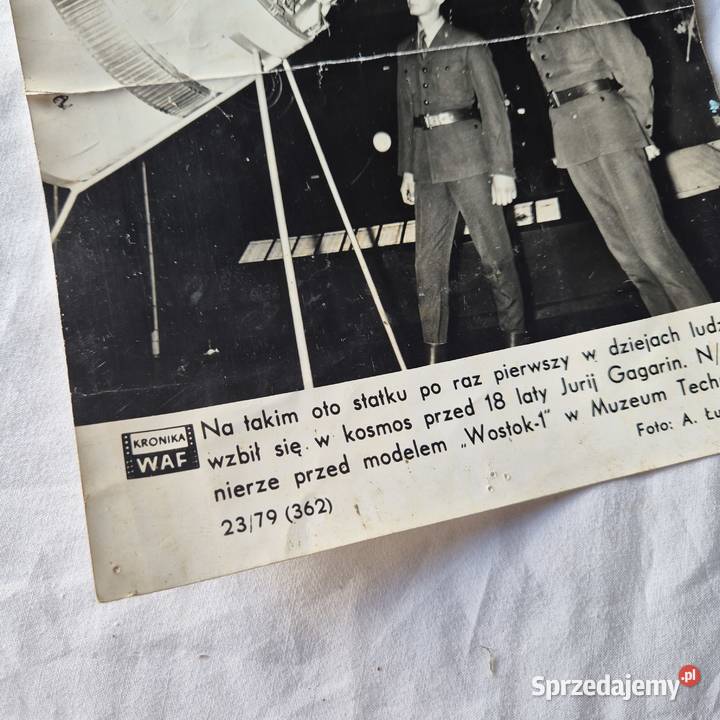 Na takim oto statku po raz pierwszy w dziejach ludz
wzbił się w kosmos przed 18 laty Jurij Gagarin. N/
nierze przed modelem „Wostok-1" w Muzeum Tech
Foto: A. Łu
KRONIKA
WAF
23/79 (362)
Sprzedajemy.pl